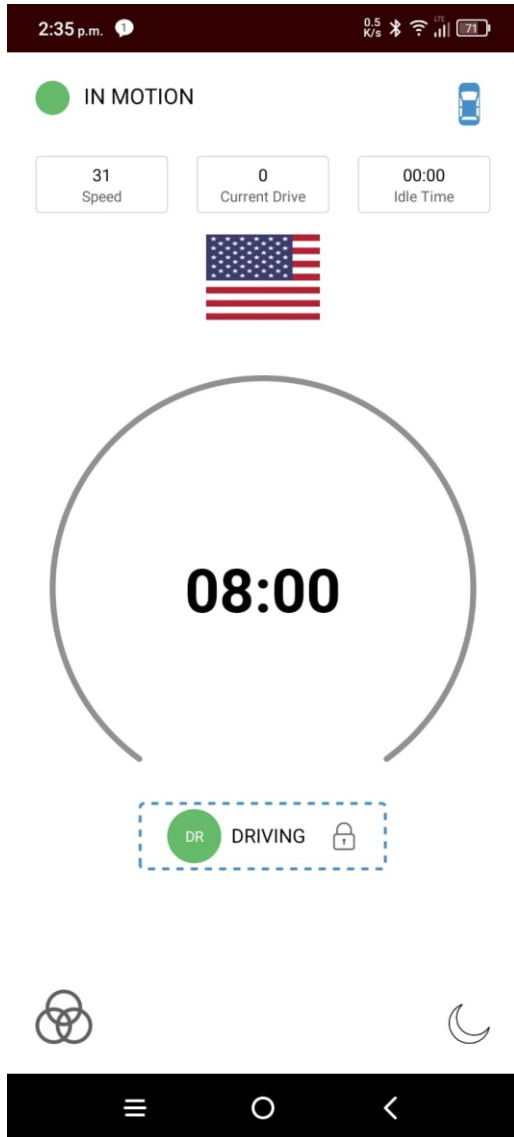 2:35 p.m. 1 0.5 K/s LTE 71
IN MOTION
31 0 00:00
Speed Current Drive Idle Time
08:00
DR DRIVING